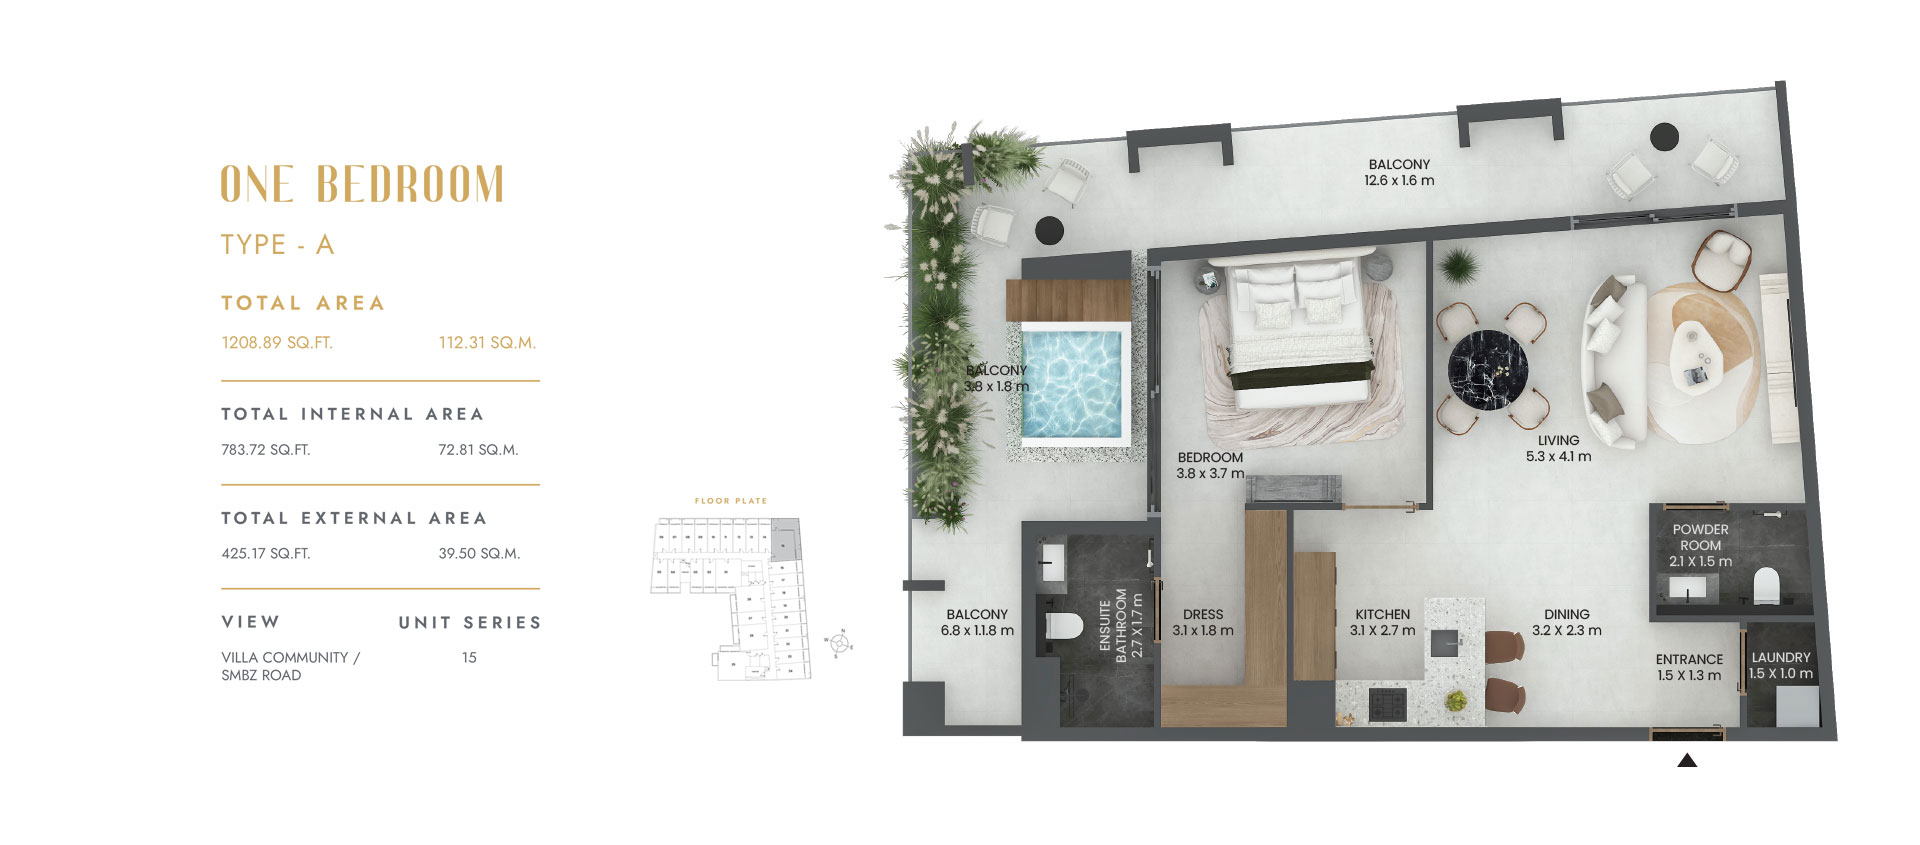 ONE BEDROOM
TYPE - A
TOTAL AREA
1208.89 SQ.FT. 112.31 SQ.M.
TOTAL INTERNAL AREA
783.72 SQ.FT. 72.81 SQ.M.
TOTAL EXTERNAL AREA
425.17 SQ.FT. 39.50 SQ.M.
VIEW UNIT SERIES
VILLA COMMUNITY / 15
SMBZ ROAD
FLOOR PLATE
BALCONY
12.6 x 1.6 m
BALCONY
3.8 x 1.8 m
BEDROOM
3.8 x 3.7 m
LIVING
5.3 x 4.1 m
POWDER
ROOM
2.1 X 1.5 m
BALCONY
6.8 x 1.1.8 m
ENSUITE
BATHROOM
2.7 X 1.7 m
DRESS
3.1 x 1.8 m
KITCHEN
3.1 X 2.7 m
DINING
3.2 X 2.3 m
ENTRANCE
1.5 X 1.3 m
LAUNDRY
1.5 X 1.0 m